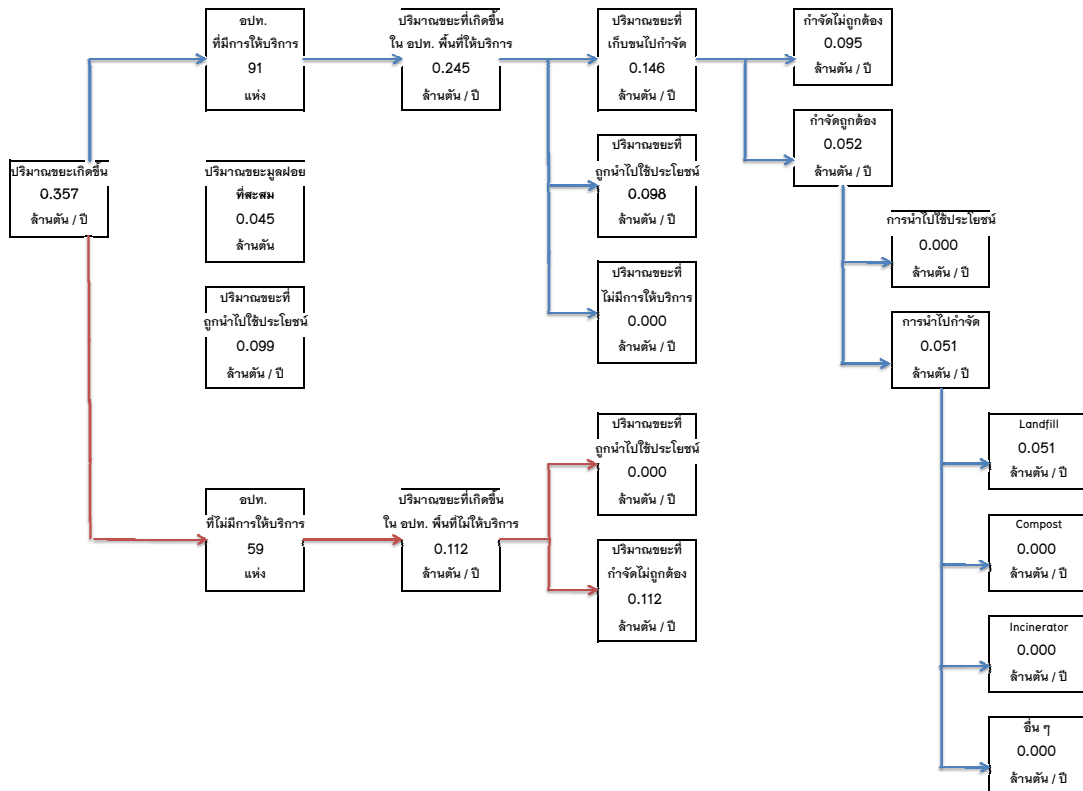 อปท.
ที่มีการให้บริการ
91
แห่ง
ปริมาณขยะที่เกิดขึ้น
ใน อปท. พื้นที่ให้บริการ
0.245
ล้านตัน / ปี
ปริมาณขยะที่
เก็บขนไปกำจัด
0.146
ล้านตัน / ปี
กำจัดไม่ถูกต้อง
0.095
ล้านตัน / ปี
กำจัดถูกต้อง
0.052
ล้านตัน / ปี
ปริมาณขยะเกิดขึ้น
0.357
ล้านตัน / ปี
ปริมาณขยะมูลฝอย
ที่สะสม
0.045
ล้านตัน
ปริมาณขยะที่
ถูกนำไปใช้ประโยชน์
0.098
ล้านตัน / ปี
การนำไปใช้ประโยชน์
0.000
ล้านตัน / ปี
ปริมาณขยะที่
ถูกนำไปใช้ประโยชน์
0.099
ล้านตัน / ปี
ปริมาณขยะที่
ไม่มีการให้บริการ
0.000
ล้านตัน / ปี
การนำไปกำจัด
0.051
ล้านตัน / ปี
ปริมาณขยะที่
ถูกนำไปใช้ประโยชน์
0.000
ล้านตัน / ปี
Landfill
0.051
ล้านตัน / ปี
อปท.
ที่ไม่มีการให้บริการ
59
แห่ง
ปริมาณขยะที่เกิดขึ้น
ใน อปท. พื้นที่ไม่ให้บริการ
0.112
ล้านตัน / ปี
ปริมาณขยะที่
กำจัดไม่ถูกต้อง
0.112
ล้านตัน / ปี
Compost
0.000
ล้านตัน / ปี
Incinerator
0.000
ล้านตัน / ปี
อื่น ๆ
0.000
ล้านตัน / ปี